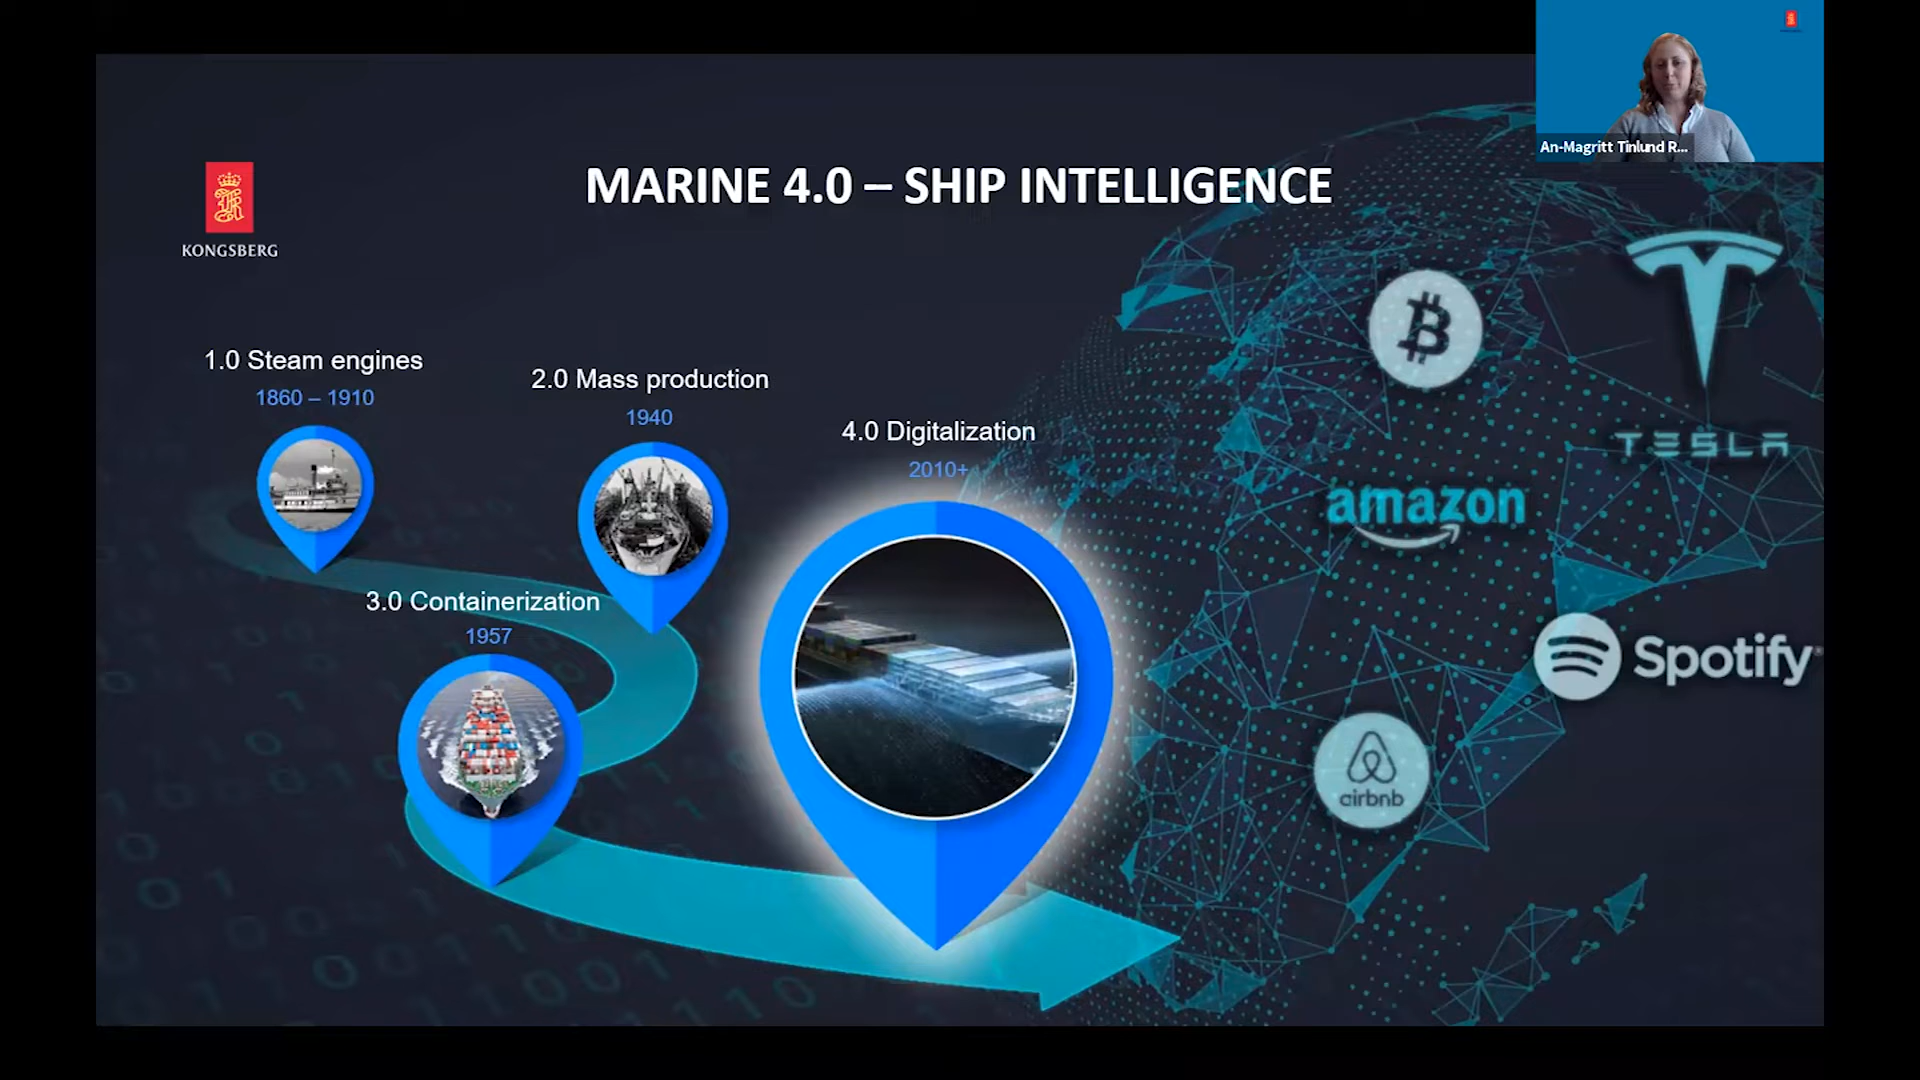 An-Magritt Tinlund R...
MARINE 4.0 – SHIP INTELLIGENCE
KONGSBERG
1.0 Steam engines
1860 – 1910
2.0 Mass production
1940
4.0 Digitalization
2010+
3.0 Containerization
1957
TESLA
amazon
Spotify
airbnb